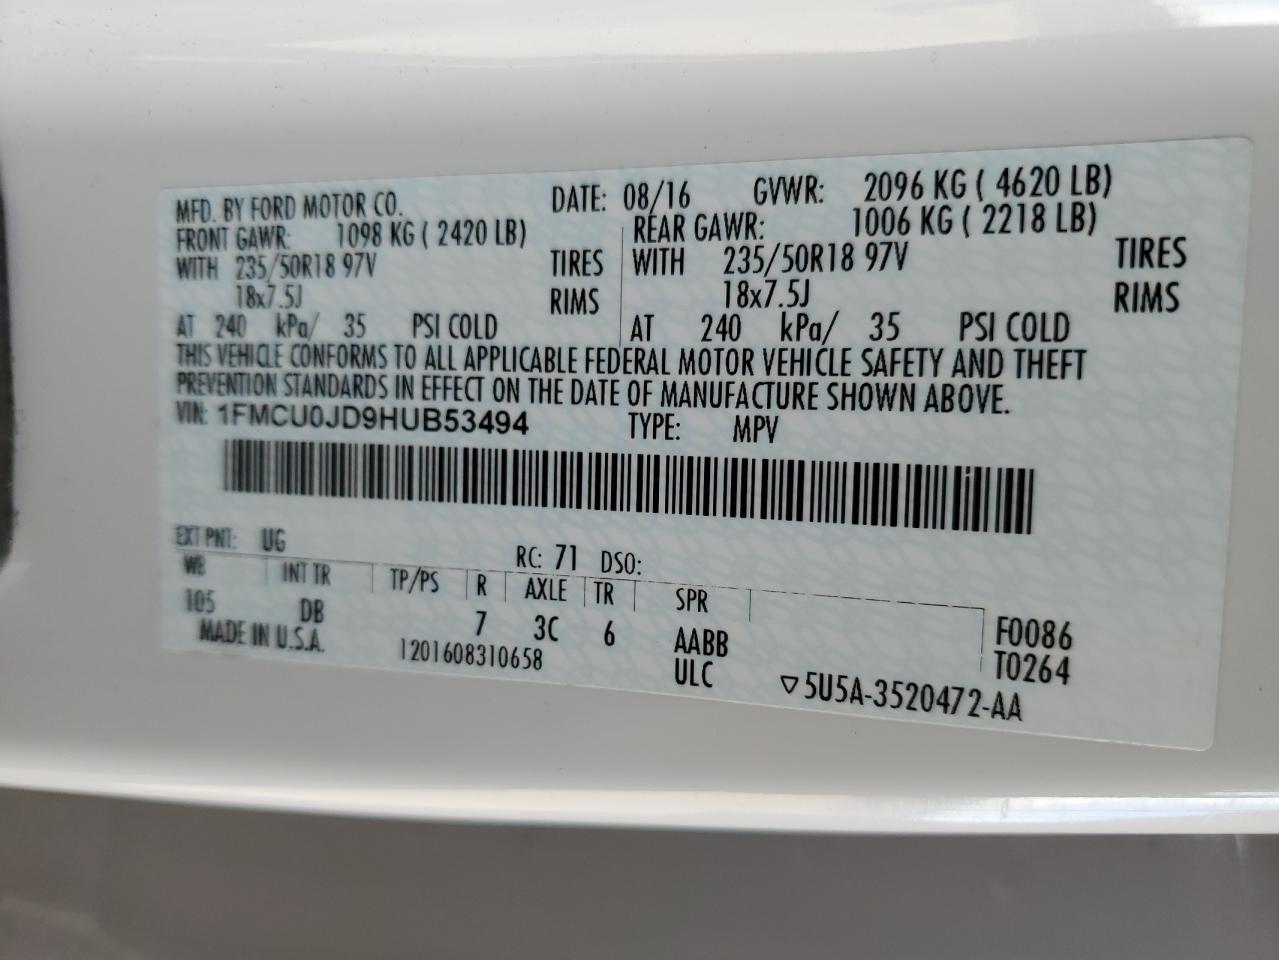 MFD. BY FORD MOTOR CO. DATE: 08/16 GVWR: 2096 KG ( 4620 LB)
FRONT GAWR: 1098 KG ( 2420 LB) REAR GAWR: 1006 KG ( 2218 LB)
WITH 235/50R18 97V TIRES WITH 235/50R18 97V TIRES
18x7.5J RIMS 18x7.5J RIMS
AT 240 kPa/ 35 PSI COLD AT 240 kPa/ 35 PSI COLD
THIS VEHICLE CONFORMS TO ALL APPLICABLE FEDERAL MOTOR VEHICLE SAFETY AND THEFT
PREVENTION STANDARDS IN EFFECT ON THE DATE OF MANUFACTURE SHOWN ABOVE.
VIN: 1FMCU0JD9HUB53494 TYPE: MPV
EXT PNT: UG RC: 71 DSO:
WB INT TR TP/PS R AXLE TR SPR
105 DB 7 3C 6 AABB F0086
MADE IN U.S.A. 1201608310658 ULC T0264
▽5U5A-3520472-AA